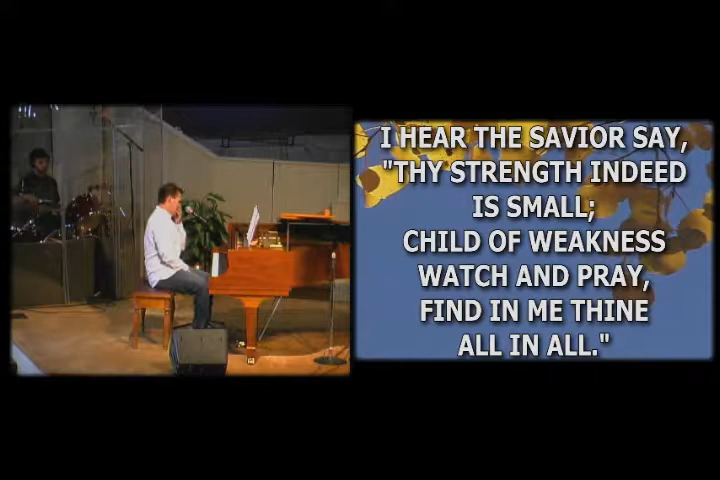 I HEAR THE SAVIOR SAY,
"THY STRENGTH INDEED
IS SMALL;
CHILD OF WEAKNESS
WATCH AND PRAY,
FIND IN ME THINE
ALL IN ALL."